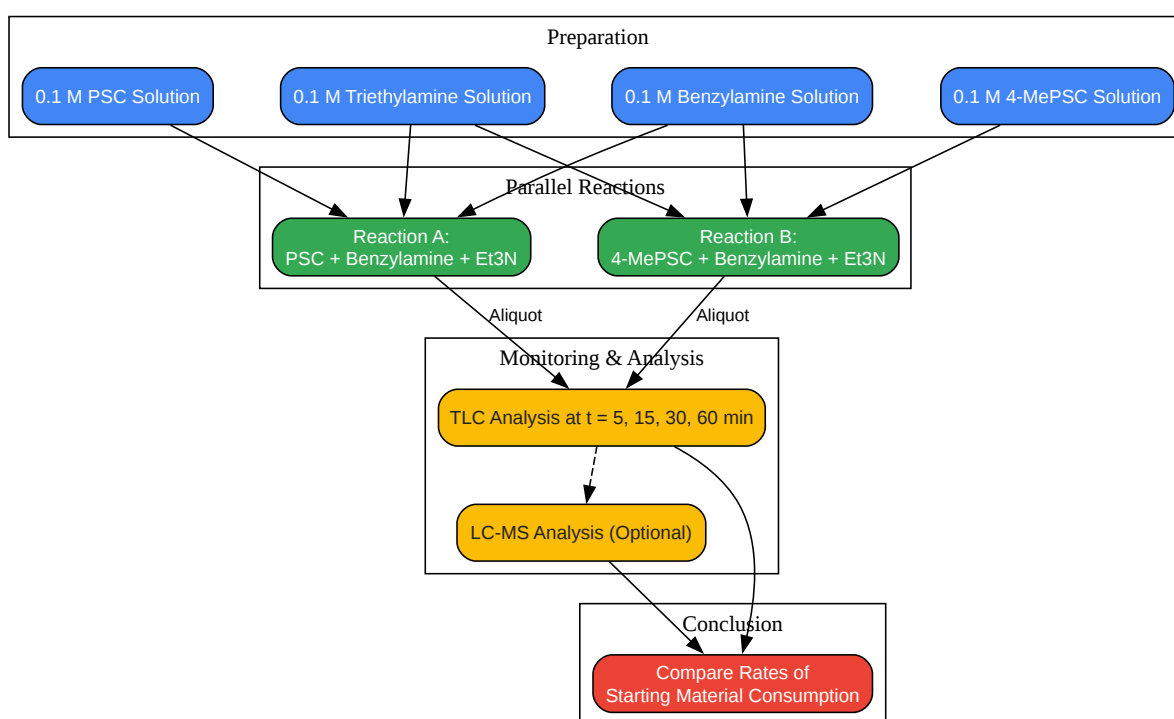 Preparation
0.1 M PSC Solution
0.1 M Triethylamine Solution
0.1 M Benzylamine Solution
0.1 M 4-MePSC Solution
Parallel Reactions
Reaction A:
PSC + Benzylamine + Et3N
Reaction B:
4-MePSC + Benzylamine + Et3N
Aliquot
Aliquot
Monitoring & Analysis
TLC Analysis at t = 5, 15, 30, 60 min
LC-MS Analysis (Optional)
Conclusion
Compare Rates of
Starting Material Consumption